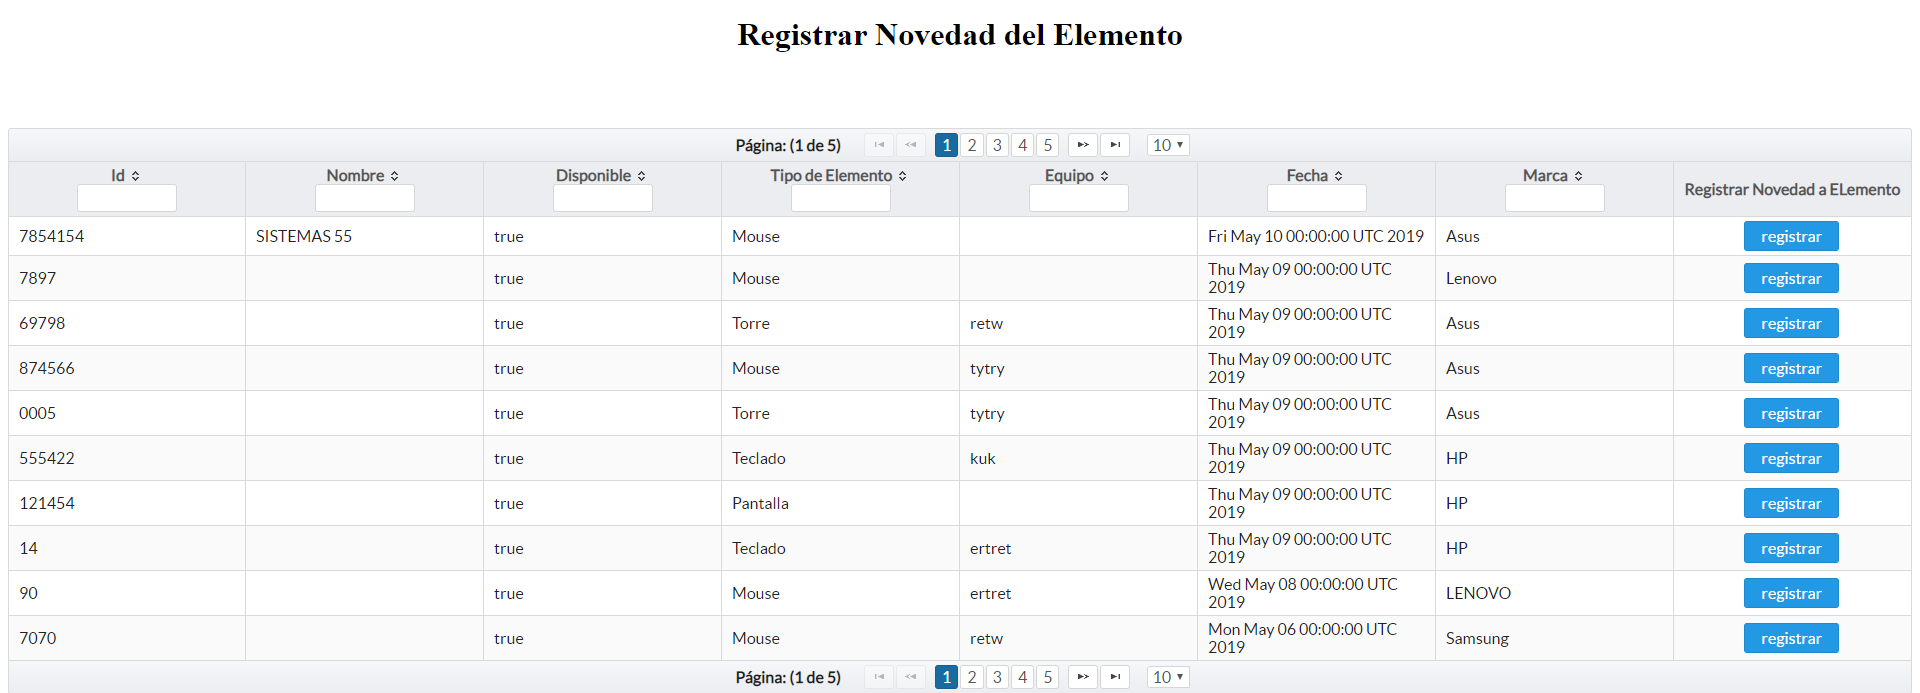 Registrar Novedad del Elemento
Página: (1 de 5) 1 2 3 4 5 10
Id Nombre Disponible Tipo de Elemento Equipo Fecha Marca Registrar Novedad a ELemento
7854154 SISTEMAS 55 true Mouse Fri May 10 00:00:00 UTC 2019 Asus registrar
7897 true Mouse Thu May 09 00:00:00 UTC 2019 Lenovo registrar
69798 true Torre retw Thu May 09 00:00:00 UTC 2019 Asus registrar
874566 true Mouse tytry Thu May 09 00:00:00 UTC 2019 Asus registrar
0005 true Torre tytry Thu May 09 00:00:00 UTC 2019 Asus registrar
555422 true Teclado kuk Thu May 09 00:00:00 UTC 2019 HP registrar
121454 true Pantalla Thu May 09 00:00:00 UTC 2019 HP registrar
14 true Teclado ertret Thu May 09 00:00:00 UTC 2019 HP registrar
90 true Mouse ertret Wed May 08 00:00:00 UTC 2019 LENOVO registrar
7070 true Mouse retw Mon May 06 00:00:00 UTC 2019 Samsung registrar
Página: (1 de 5) 1 2 3 4 5 10